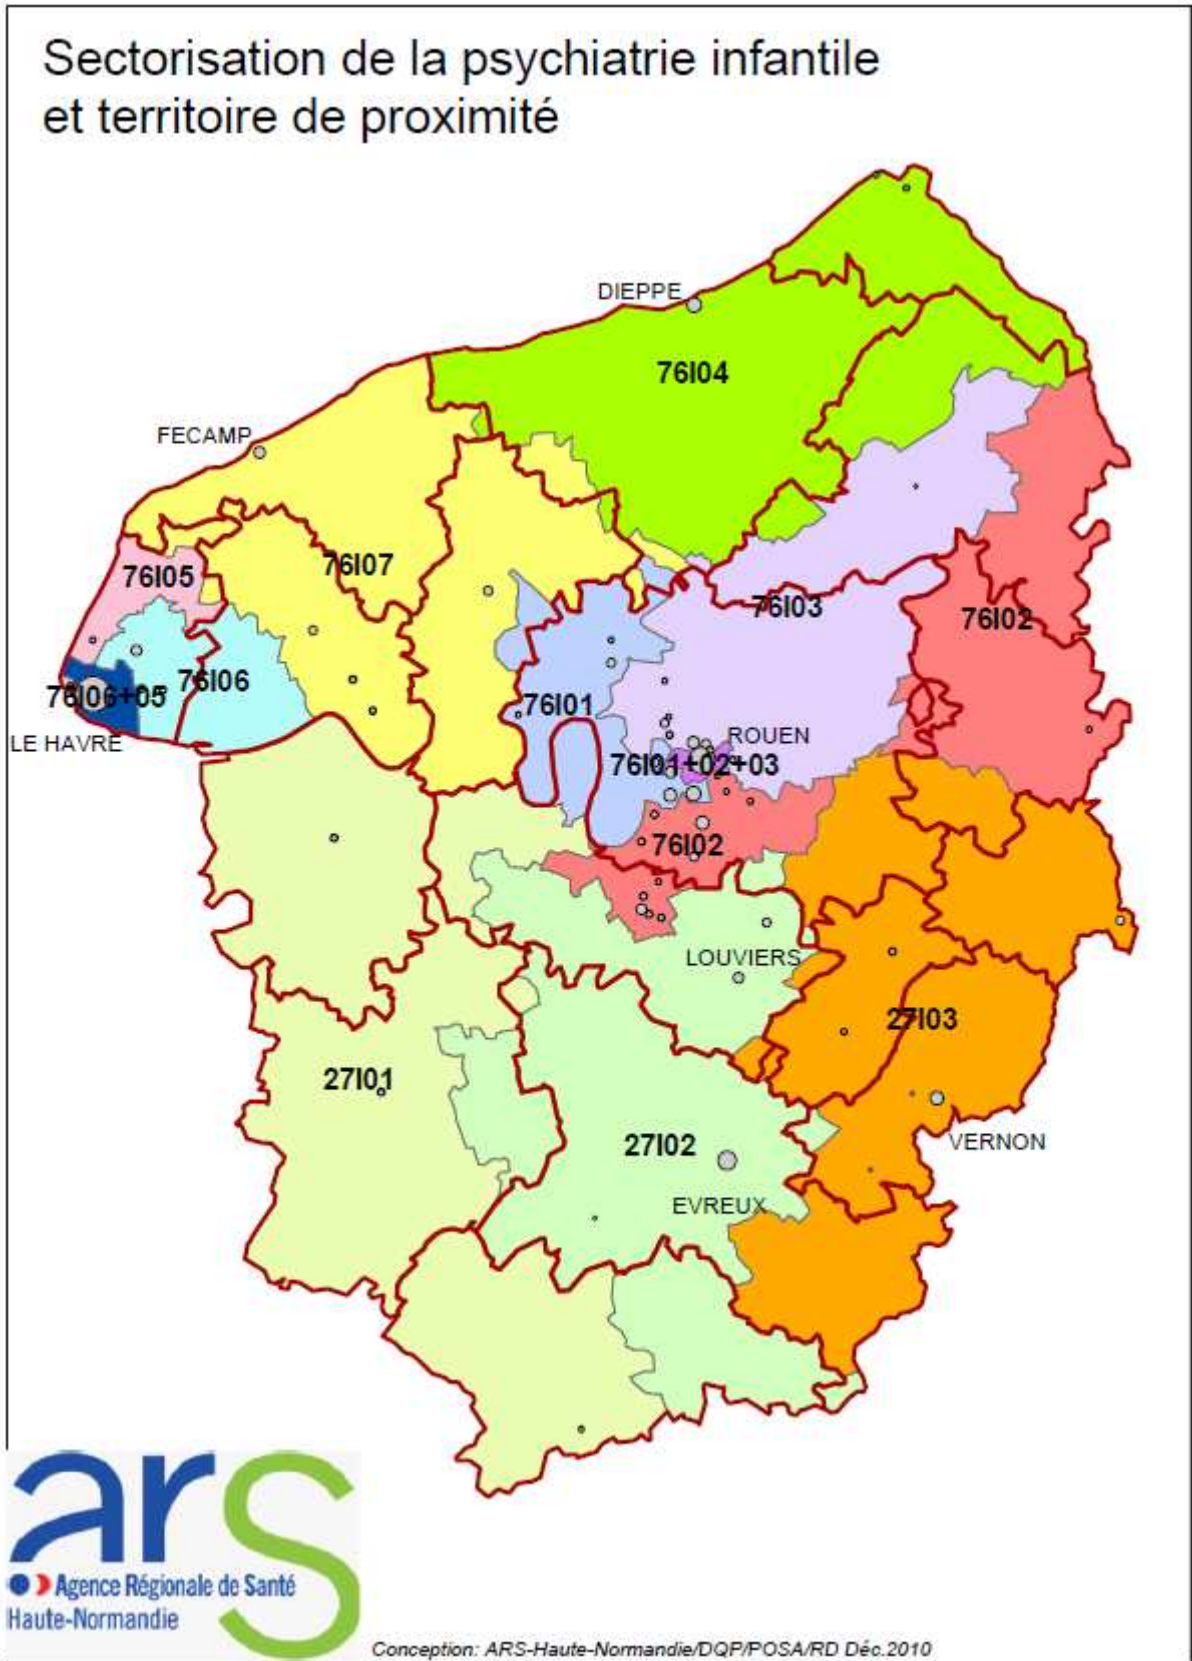 Sectorisation de la psychiatrie infantile
et territoire de proximité
DIEPPE
76I04
FECAMP
76I07
76I05
76I03
76I02
76I06
76I06+05
76I01
LE HAVRE
ROUEN
76I01+02+03
76I02
LOUVIERS
27I03
27I01
27I02
VERNON
EVREUX
ars
Agence Régionale de Santé
Haute-Normandie
Conception: ARS-Haute-Normandie/DQP/POSA/RD Déc.2010